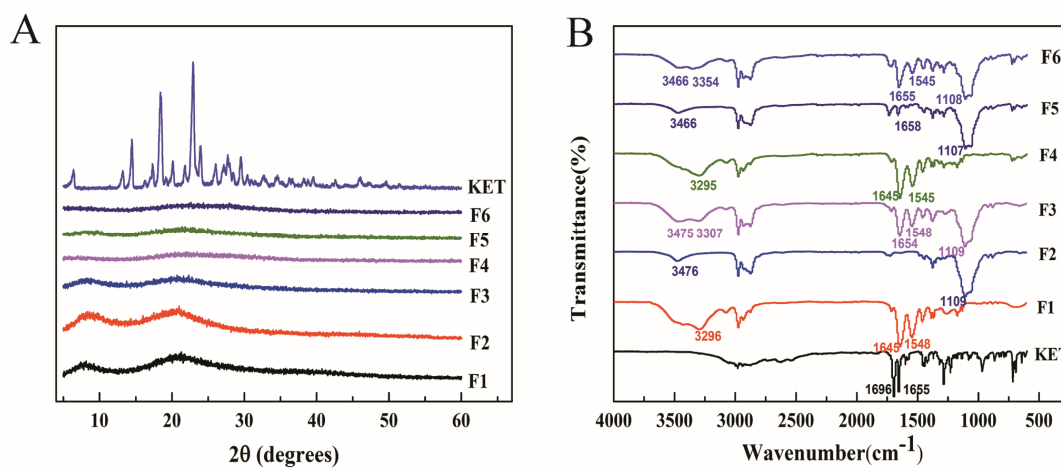 A
KET
F6
F5
F4
F3
F2
F1
10 20 30 40 50 60
2θ (degrees)
B
Transmittance(%)
F6
3466 3354 1655 1545 1108
F5
3466 1658 1107
F4
3295 1645 1545
F3
3475 3307 1654 1548 1109
F2
3476 1109
F1
3296 1645 1548
KE
1696 1655
4000 3500 3000 2500 2000 1500 1000 500
Wavenumber(cm⁻¹)